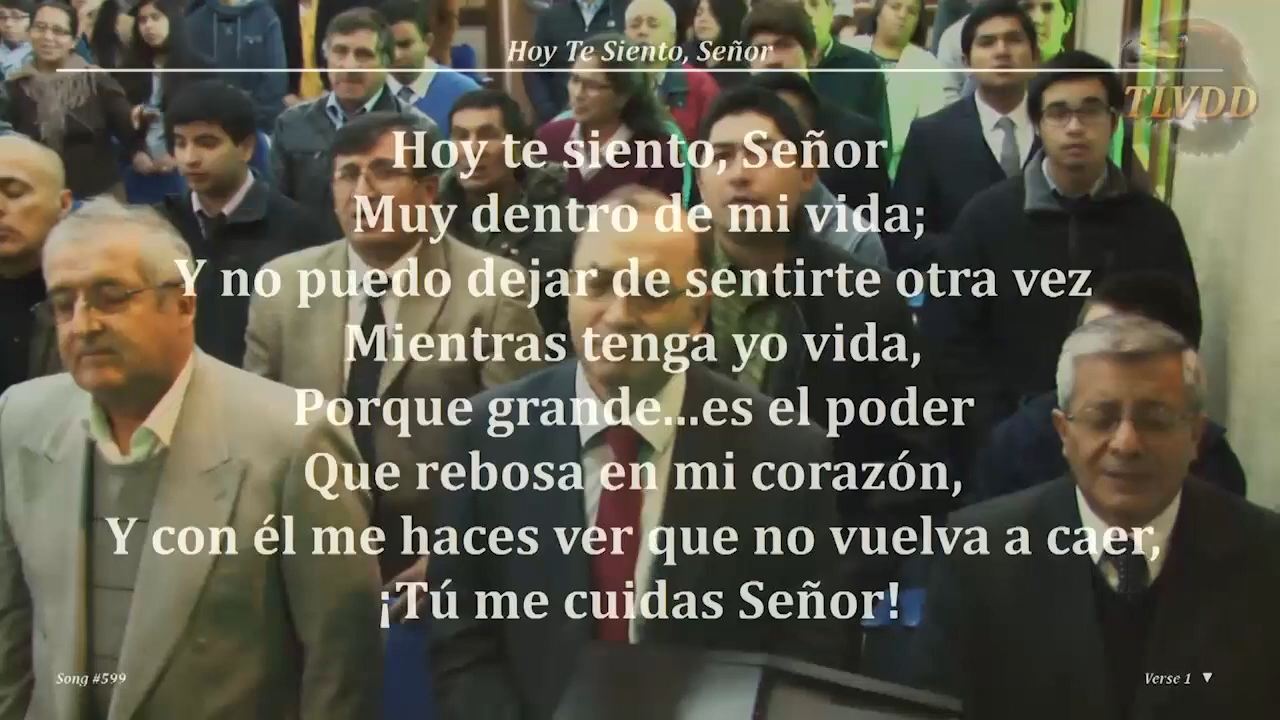 Hoy Te Siento, Señor
TLVDD
Hoy te siento, Señor
Muy dentro de mi vida;
Y no puedo dejar de sentirte otra vez
Mientras tenga yo vida,
Porque grande...es el poder
Que rebosa en mi corazón,
Y con él me haces ver que no vuelva a caer,
¡Tú me cuidas Señor!
Song #599
Verse 1 ▼